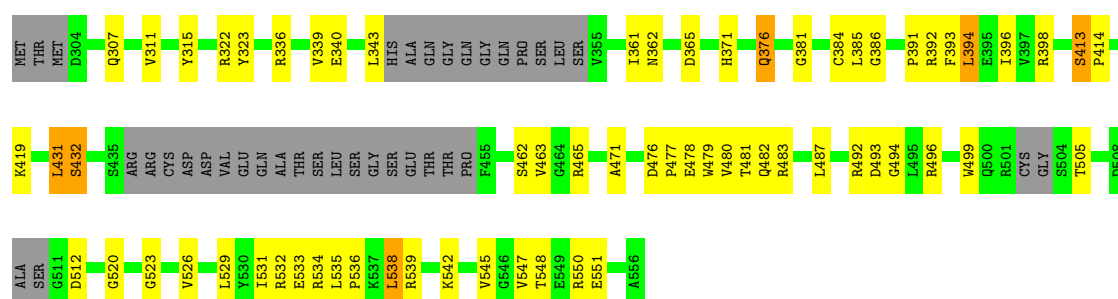 MET THR MET D304 Q307 V311 Y315 R322 Y323 R336 V339 E340 L343 HIS ALA GLN GLY GLN GLY GLN PRO SER LEU SER V355 I361 N362 D365 H371 Q376 G381 C384 L385 G386 P391 R392 F393 L394 E395 I396 V397 R398 S413 P414
K419 L431 S432 S435 ARG ARG CYS ASP ASP VAL GLU GLN ALA THR SER LEU SER GLY SER GLU THR THR PRO F455 S462 V463 G464 R465 A471 D476 P477 E478 W479 V480 T481 Q482 R483 L487 R492 D493 G494 L495 R496 W499 Q500 R501 CYS GLY S504 T505 D508
ALA SER G511 D512 G520 G523 V526 L529 Y530 I531 R532 E533 R534 L535 P536 K537 L538 R539 K542 V545 G546 V547 T548 E549 R550 E551 A556